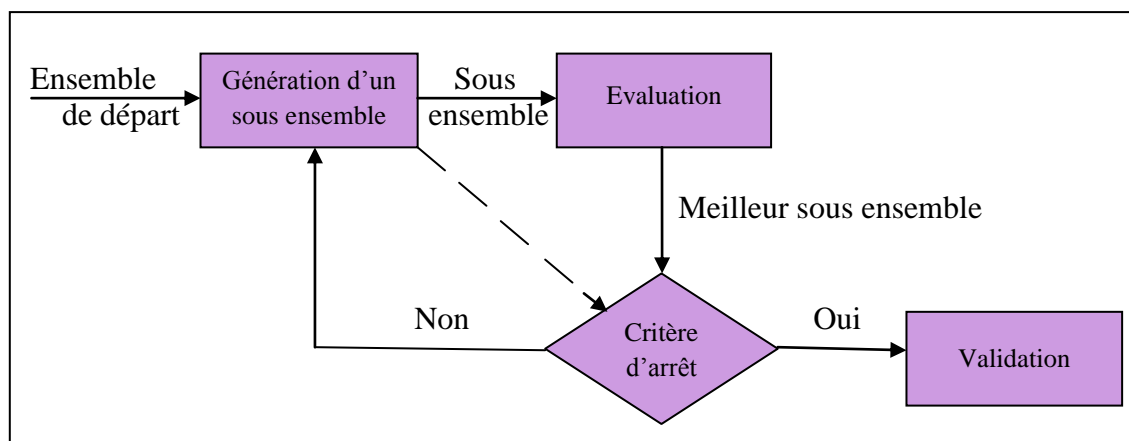 Ensemble
de départ
Génération d’un
sous ensemble
Sous
ensemble
Evaluation
Meilleur sous ensemble
Non
Critère
d’arrêt
Oui
Validation